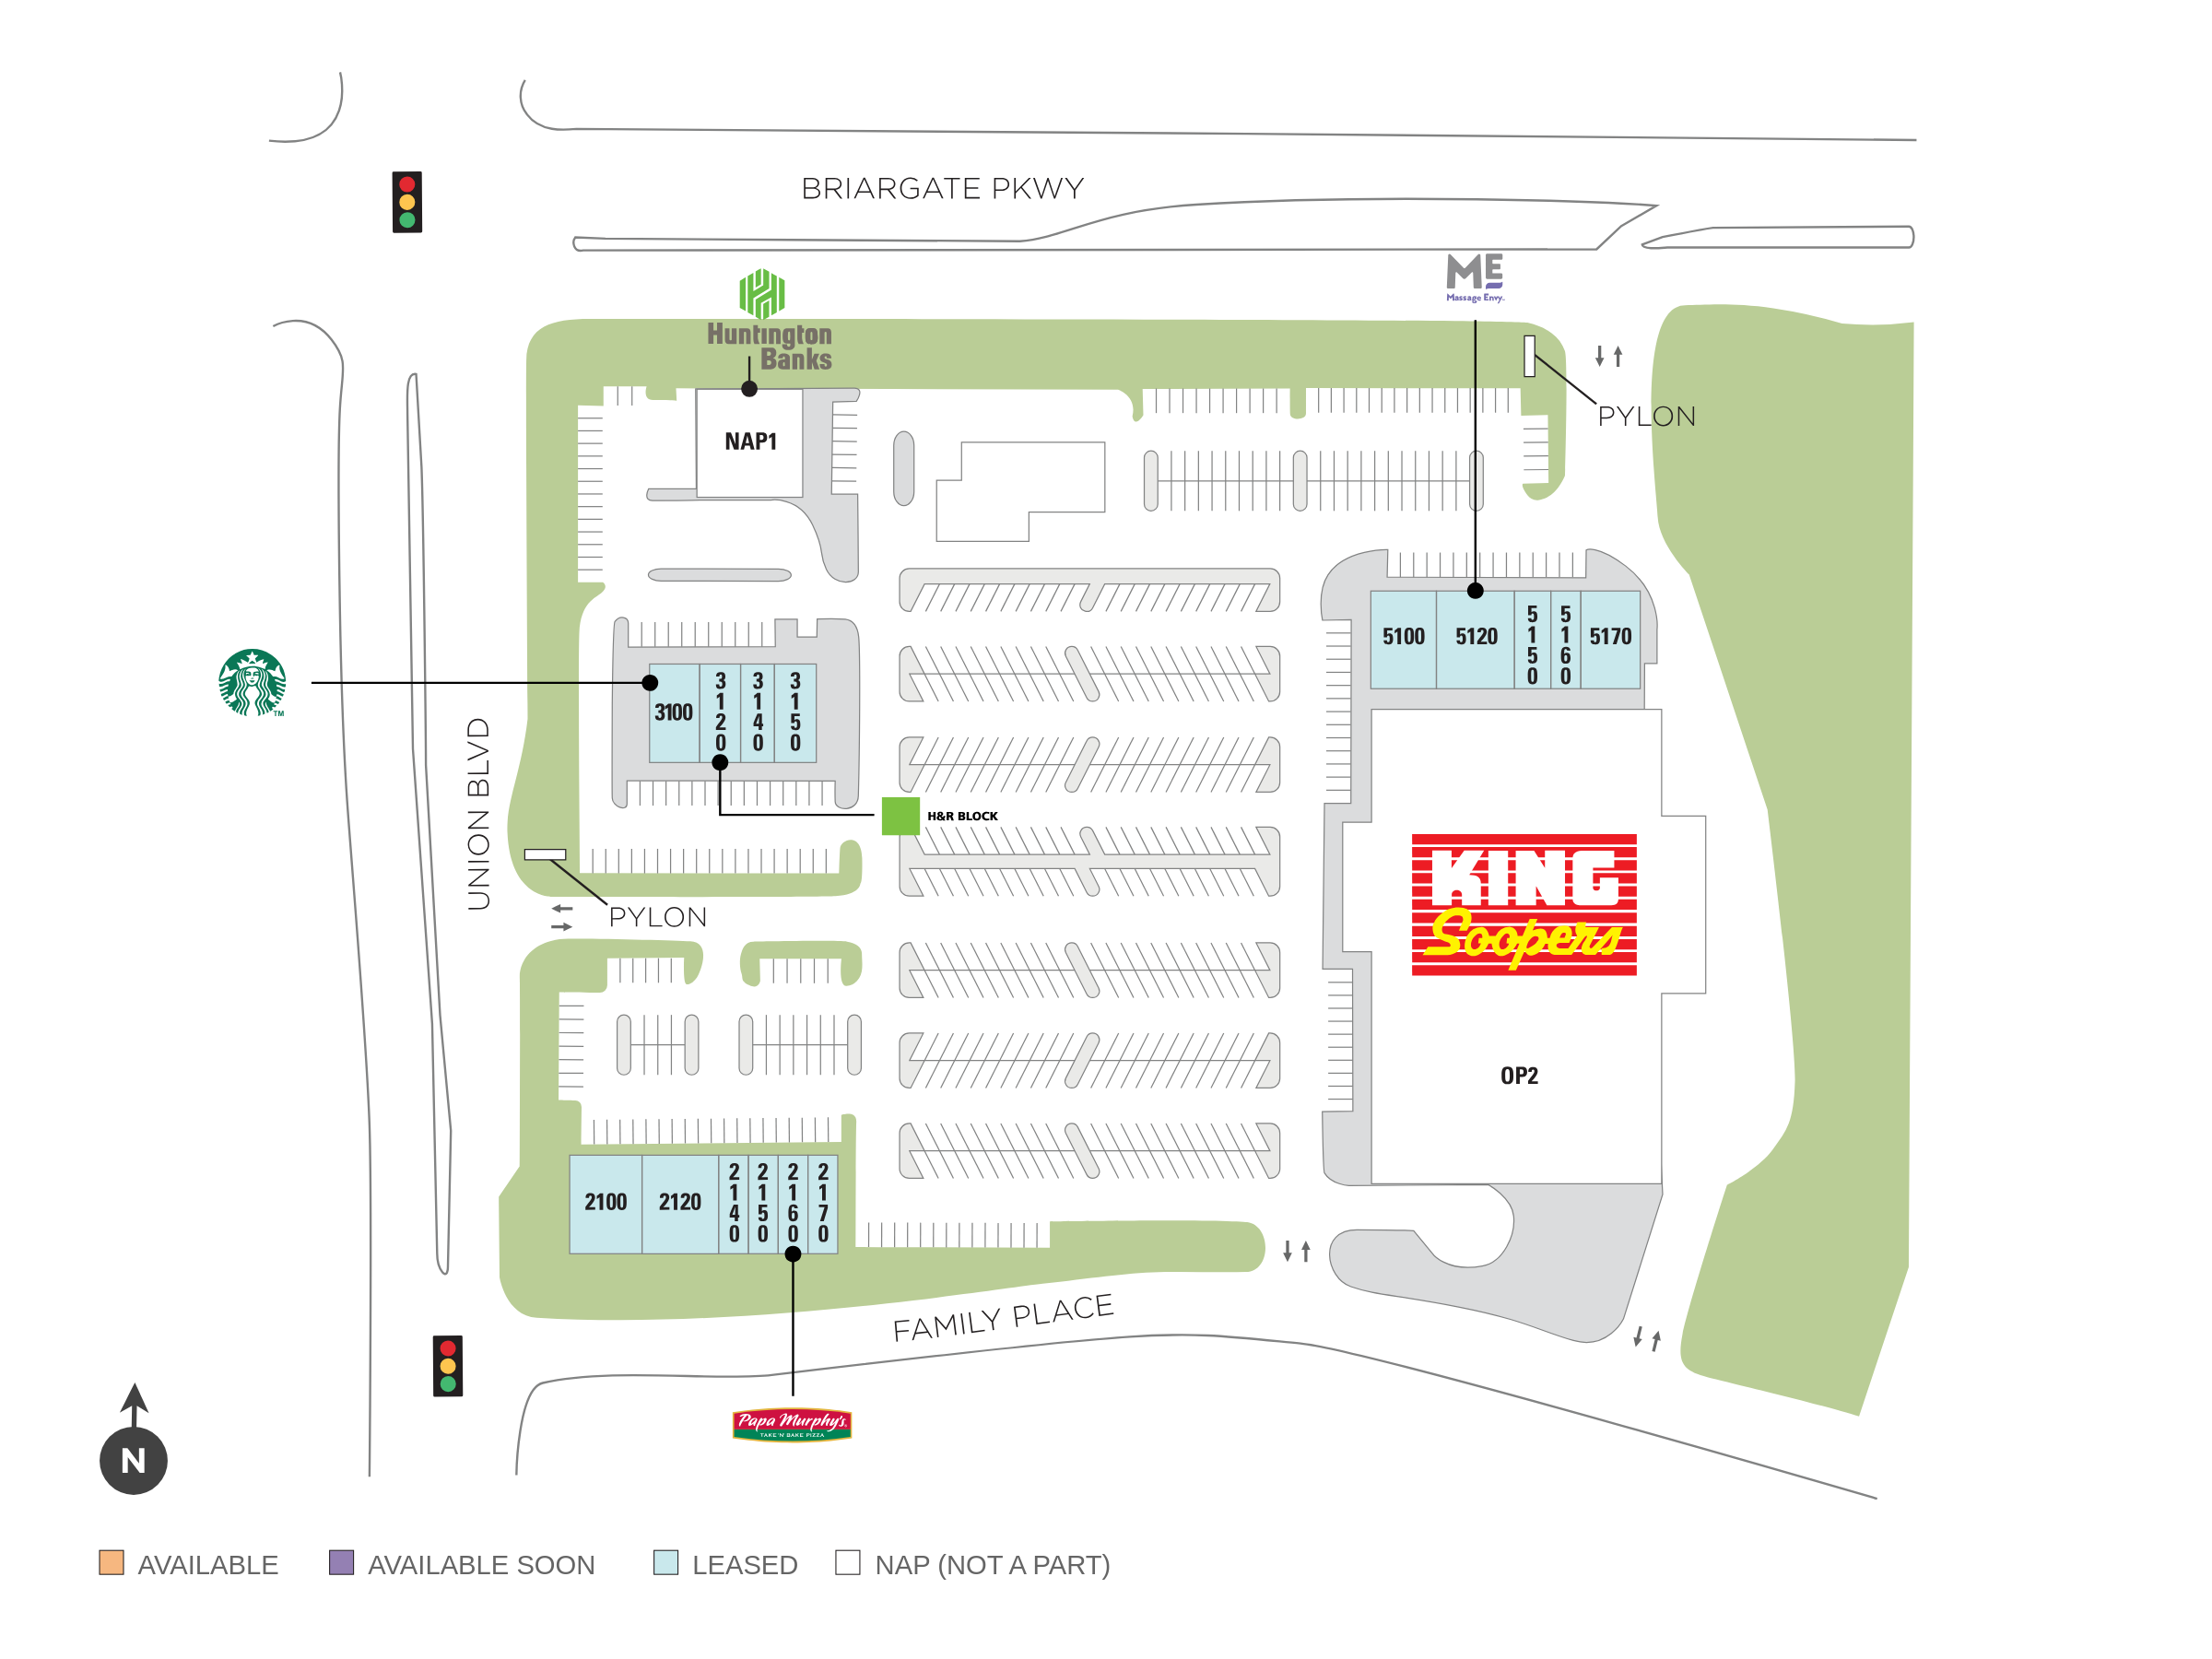 BRIARGATE PKWY
ME
Massage Envy.
Huntington
Banks
PYLON
NAP1
5100
5120
5150
5160
5170
3100
3120
3140
3150
TM
UNION BLVD
H&R BLOCK
KING
Soopers
PYLON
OP2
2100
2120
2140
2150
2160
2170
FAMILY PLACE
Papa Murphy's
TAKE 'N' BAKE PIZZA
N
AVAILABLE
AVAILABLE SOON
LEASED
NAP (NOT A PART)